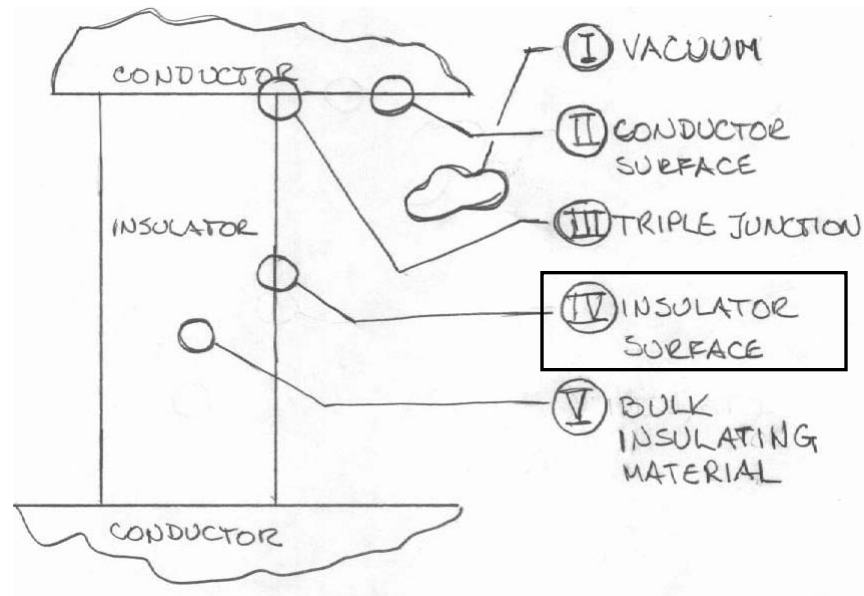 CONDUCTOR
I VACUUM
II CONDUCTOR
SURFACE
INSULATOR
III TRIPLE JUNCTION
IV INSULATOR
SURFACE
V BULK
INSULATING
MATERIAL
CONDUCTOR